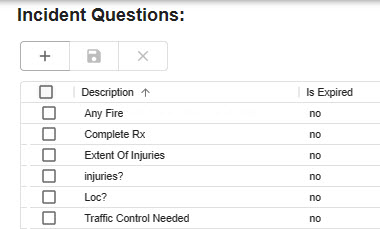 Incident Questions:
Description Is Expired
Any Fire no
Complete Rx no
Extent Of Injuries no
injuries? no
Loc? no
Traffic Control Needed no